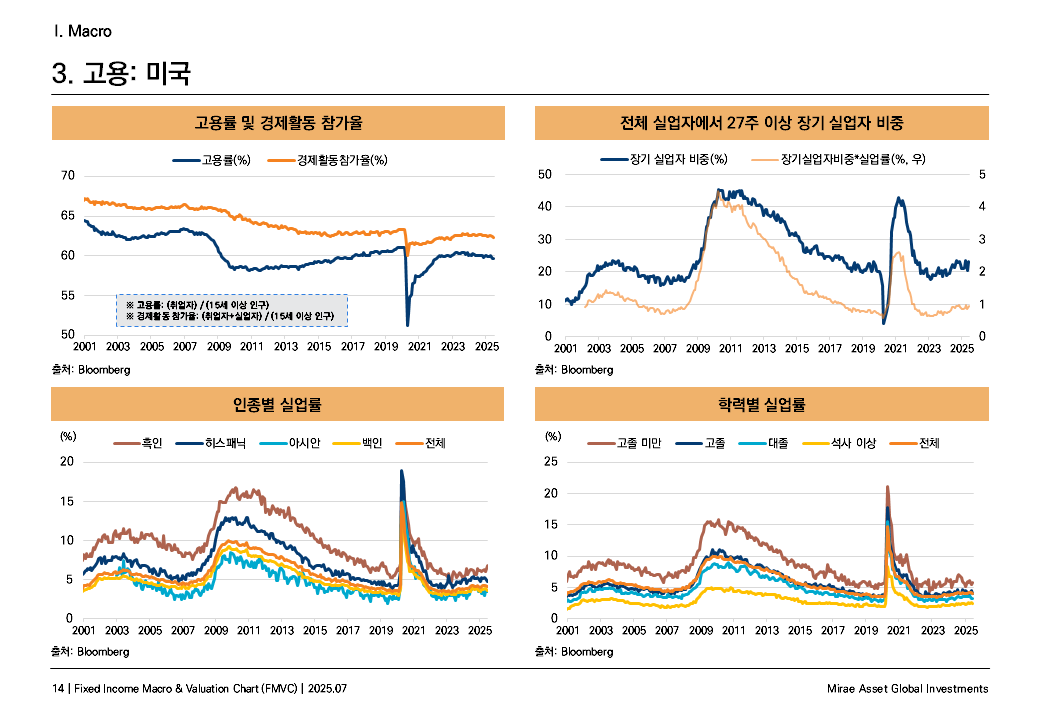 I. Macro
3. 고용: 미국
고용률 및 경제활동 참가율
고용률(%) 경제활동참가율(%)
70
65
60
55
50
※ 고용률: (취업자) / (15세 이상 인구)
※ 경제활동 참가율: (취업자+실업자) / (15세 이상 인구)
2001 2003 2005 2007 2009 2011 2013 2015 2017 2019 2021 2023 2025
출처: Bloomberg
전체 실업자에서 27주 이상 장기 실업자 비중
장기 실업자 비중(%) 장기실업자비중*실업률(%, 우)
50 5
40 4
30 3
20 2
10 1
0 0
2001 2003 2005 2007 2009 2011 2013 2015 2017 2019 2021 2023 2025
출처: Bloomberg
인종별 실업률
(%)
흑인 히스패닉 아시안 백인 전체
20
15
10
5
0
2001 2003 2005 2007 2009 2011 2013 2015 2017 2019 2021 2023 2025
출처: Bloomberg
학력별 실업률
(%)
고졸 미만 고졸 대졸 석사 이상 전체
25
20
15
10
5
0
2001 2003 2005 2007 2009 2011 2013 2015 2017 2019 2021 2023 2025
출처: Bloomberg
14 | Fixed Income Macro & Valuation Chart (FMVC) | 2025.07
Mirae Asset Global Investments